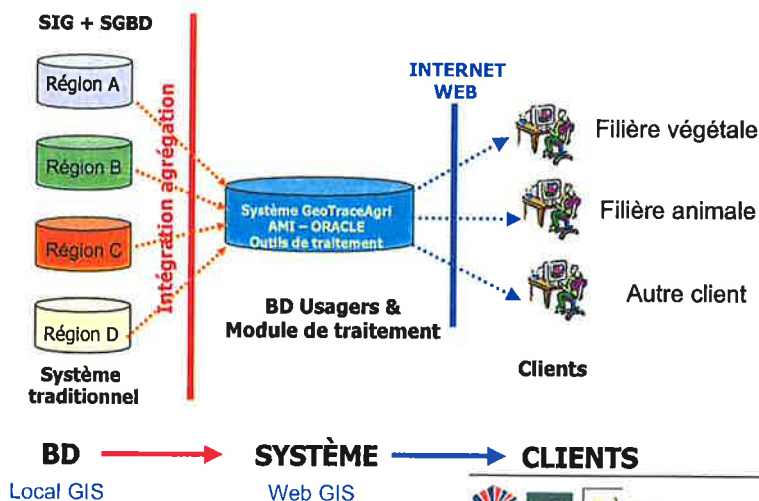 SIG + SGBD
Région A
Région B
Région C
Région D
Système
traditionnel
Intégration agrégation
Système GeoTraceAgri
AMI – ORACLE
Outils de traitement
BD Usagers &
Module de traitement
INTERNET
WEB
Filière végétale
Filière animale
Autre client
Clients
BD
SYSTÈME
CLIENTS
Local GIS
Web GIS